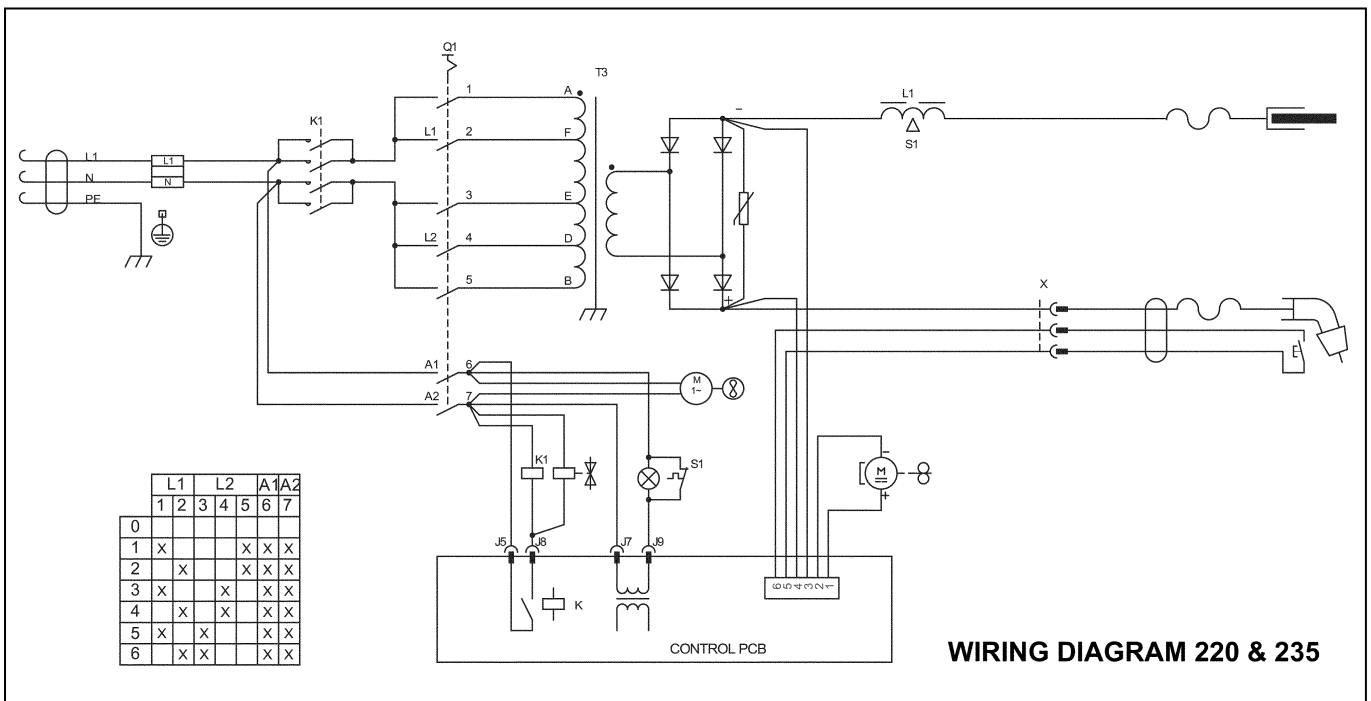 Q1
T3
1
A
L1
K1
L1
2
F
S1
L1
L1
N
N
PE
3
E
L2
4
D
5
B
−
+
X
A1
6
A2
7
M
1~
K1
S1
M
−
+
L1
L2
A1
A2
1
2
3
4
5
6
7
0
1
X
X
X
X
2
X
X
X
X
3
X
X
X
X
4
X
X
X
X
5
X
X
X
X
6
X
X
X
X
J5
J8
J7
J9
6
5
4
3
2
1
K
CONTROL PCB
WIRING DIAGRAM 220 & 235